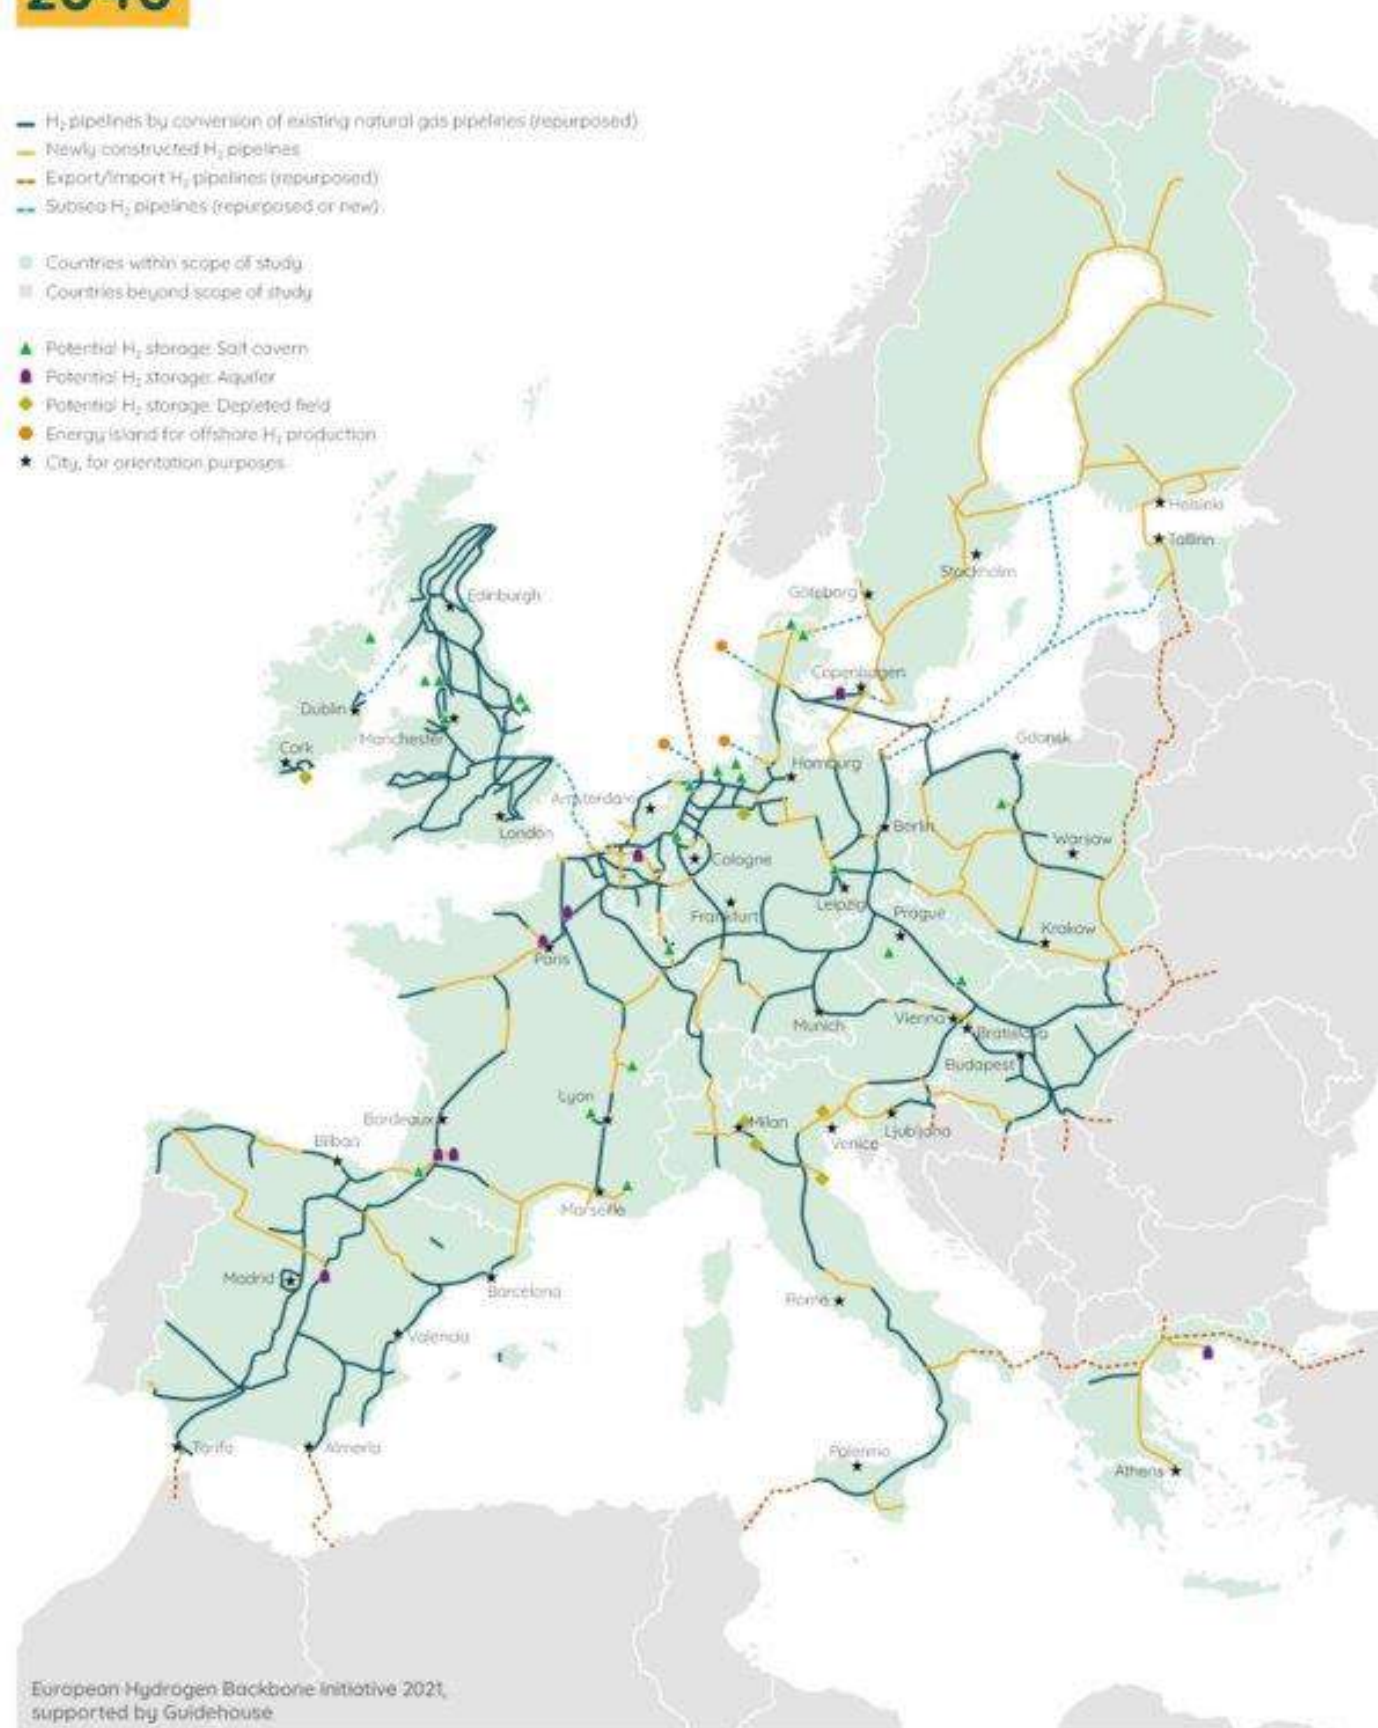 2040
H₂ pipelines by conversion of existing natural gas pipelines (repurposed)
Newly constructed H₂ pipelines
Export/Import H₂ pipelines (repurposed)
Subsea H₂ pipelines (repurposed or new)
Countries within scope of study
Countries beyond scope of study
Potential H₂ storage: Salt cavern
Potential H₂ storage: Aquifer
Potential H₂ storage: Depleted field
Energy island for offshore H₂ production
City, for orientation purposes
Helsinki
Tallinn
Stockholm
Göteborg
Edinburgh
Copenhagen
Dublin
Manchester
Cork
Gdansk
Hamburg
Amsterdam
London
Berlin
Warsaw
Cologne
Leipzig
Frankfurt
Prague
Krakow
Paris
Munich
Vienna
Bratislava
Budapest
Lyon
Bordeaux
Milan
Venice
Ljubljana
Bilbao
Marseille
Madrid
Barcelona
Rome
Valencia
Tarifa
Almería
Palermo
Athens
European Hydrogen Backbone Initiative 2021,
supported by Guidehouse